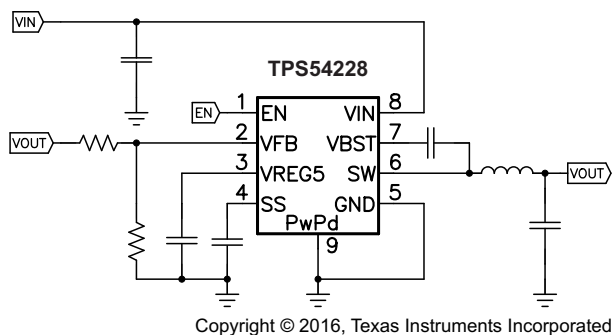 VIN
TPS54228
EN
1
EN
VIN
8
VOUT
2
VFB
VBST
7
3
VREG5
SW
6
VOUT
4
SS
GND
5
PwPd
9
Copyright © 2016, Texas Instruments Incorporated